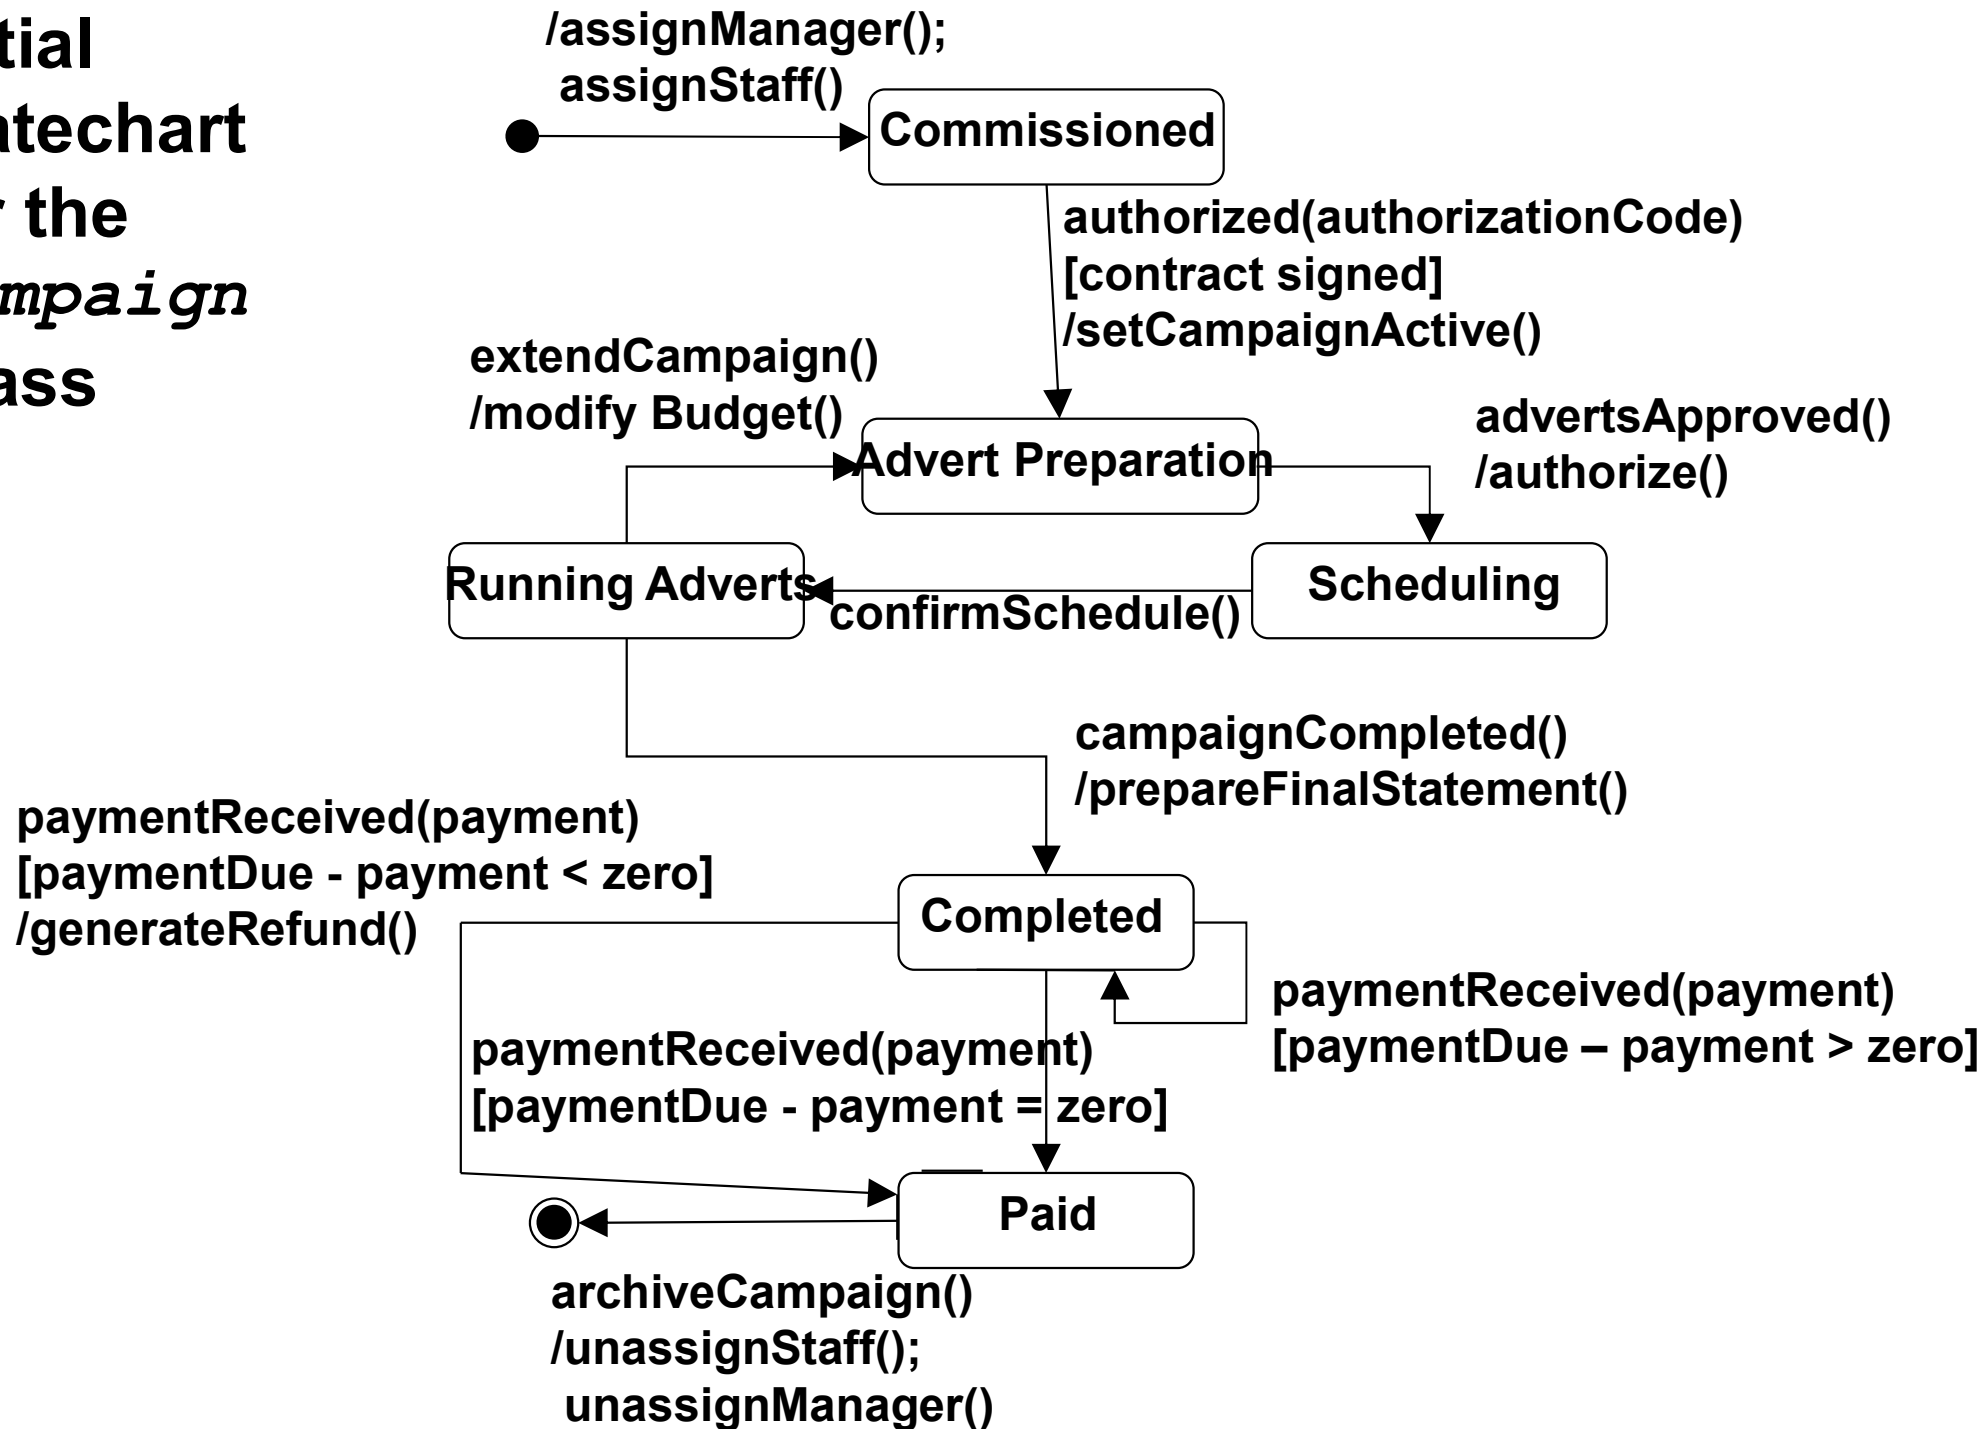 tial
atechart
r the
mpaign
ass
/assignManager();
assignStaff()
Commissioned
authorized(authorizationCode)
[contract signed]
/setCampaignActive()
extendCampaign()
/modify Budget()
Advert Preparation
advertsApproved()
/authorize()
Running Adverts
confirmSchedule()
Scheduling
campaignCompleted()
/prepareFinalStatement()
paymentReceived(payment)
[paymentDue - payment < zero]
/generateRefund()
Completed
paymentReceived(payment)
[paymentDue – payment > zero]
paymentReceived(payment)
[paymentDue - payment = zero]
Paid
archiveCampaign()
/unassignStaff();
unassignManager()